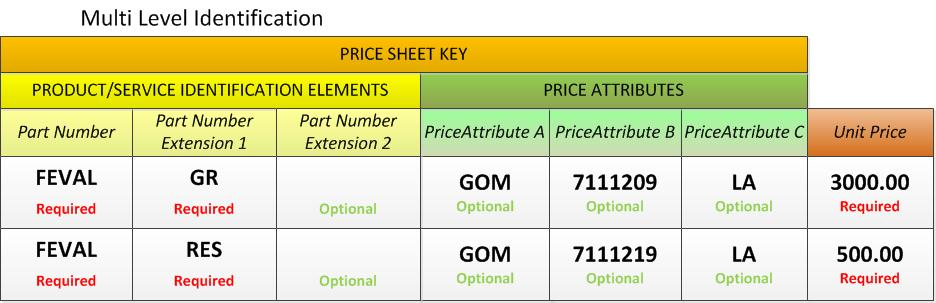 Multi Level Identification
PRICE SHEET KEY
PRODUCT/SERVICE IDENTIFICATION ELEMENTS PRICE ATTRIBUTES
Part Number Part Number Extension 1 Part Number Extension 2 PriceAttribute A PriceAttribute B PriceAttribute C Unit Price
FEVAL GR GOM 7111209 LA 3000.00
Required Required Optional Optional Optional Optional Required
FEVAL RES GOM 7111219 LA 500.00
Required Required Optional Optional Optional Optional Required